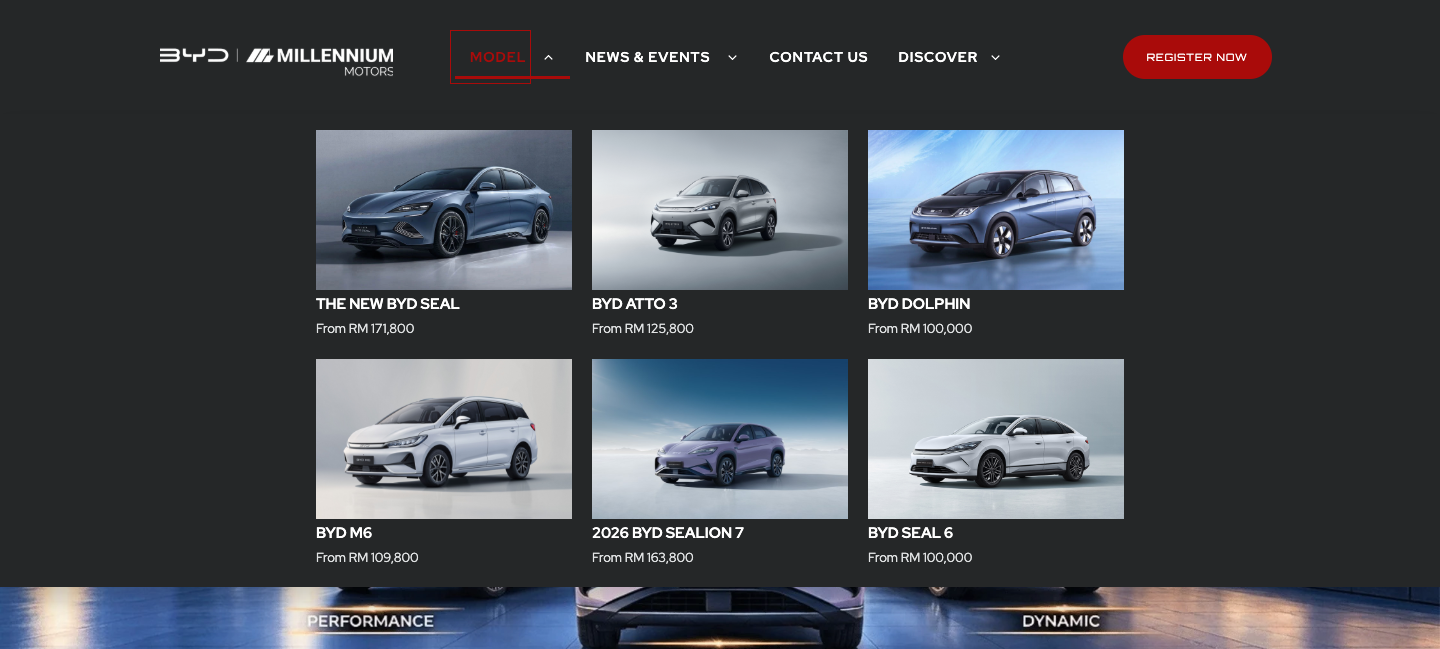 BYD | MILLENNIUM
MOTORS
MODEL
NEWS & EVENTS
CONTACT US
DISCOVER
REGISTER NOW
THE NEW BYD SEAL
From RM 171,800
BYD ATTO 3
From RM 125,800
BYD DOLPHIN
From RM 100,000
BYD M6
From RM 109,800
2026 BYD SEALION 7
From RM 163,800
BYD SEAL 6
From RM 100,000
PERFORMANCE
DYNAMIC